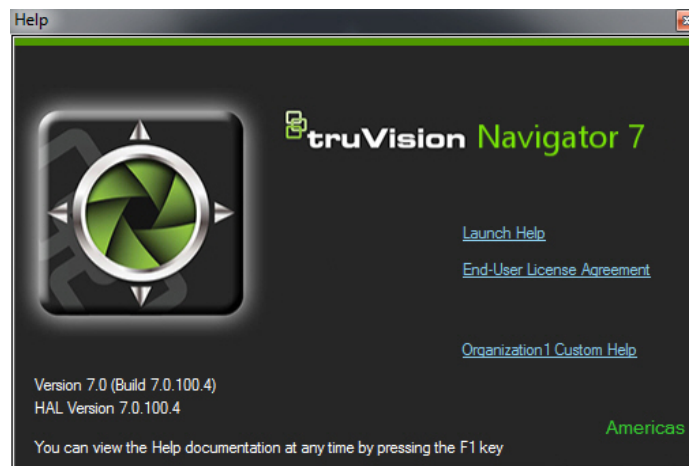 Help
truVision Navigator 7
Launch Help
End-User License Agreement
Organization1 Custom Help
Version 7.0 (Build 7.0.100.4)
HAL Version 7.0.100.4
Americas
You can view the Help documentation at any time by pressing the F1 key